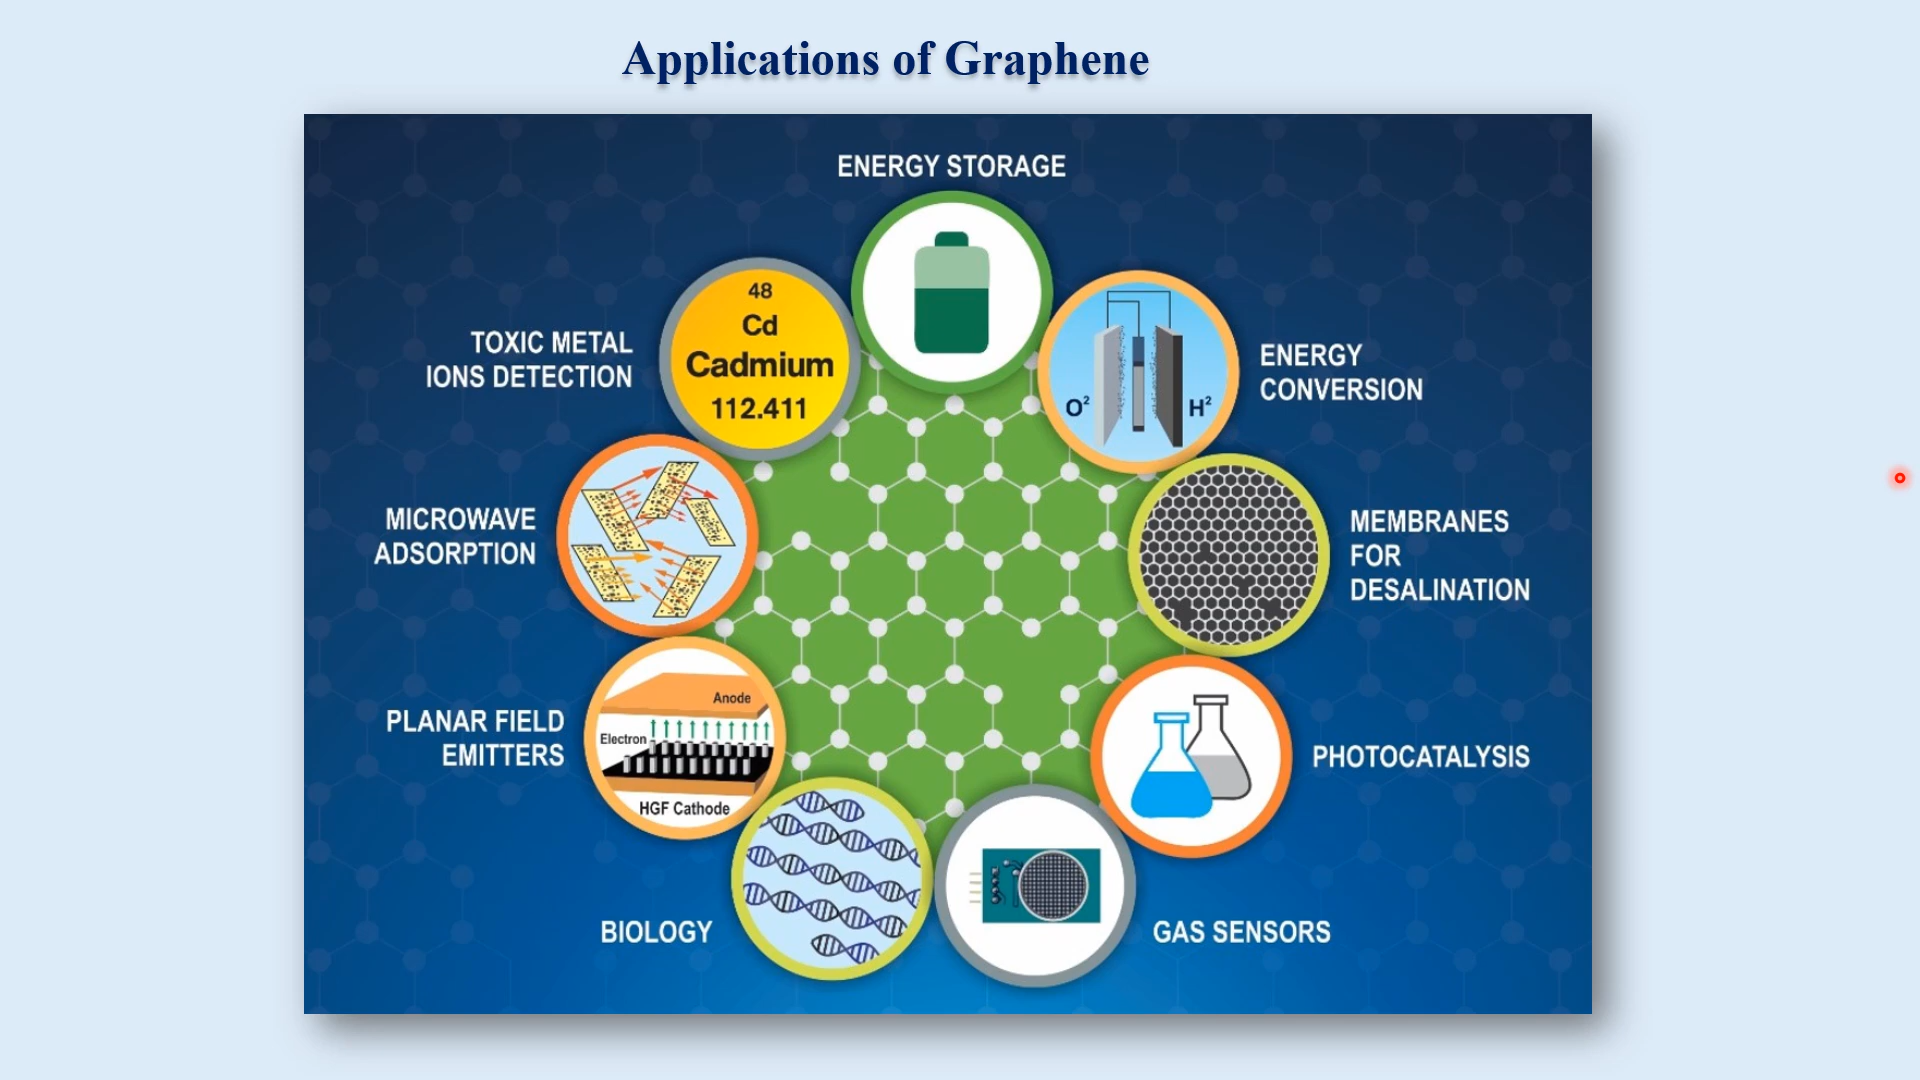 Applications of Graphene
ENERGY STORAGE
48
Cd
Cadmium
112.411
TOXIC METAL
IONS DETECTION
O²
H²
ENERGY
CONVERSION
MICROWAVE
ADSORPTION
MEMBRANES
FOR
DESALINATION
PLANAR FIELD
EMITTERS
Anode
Electron
HGF Cathode
PHOTOCATALYSIS
BIOLOGY
GAS SENSORS